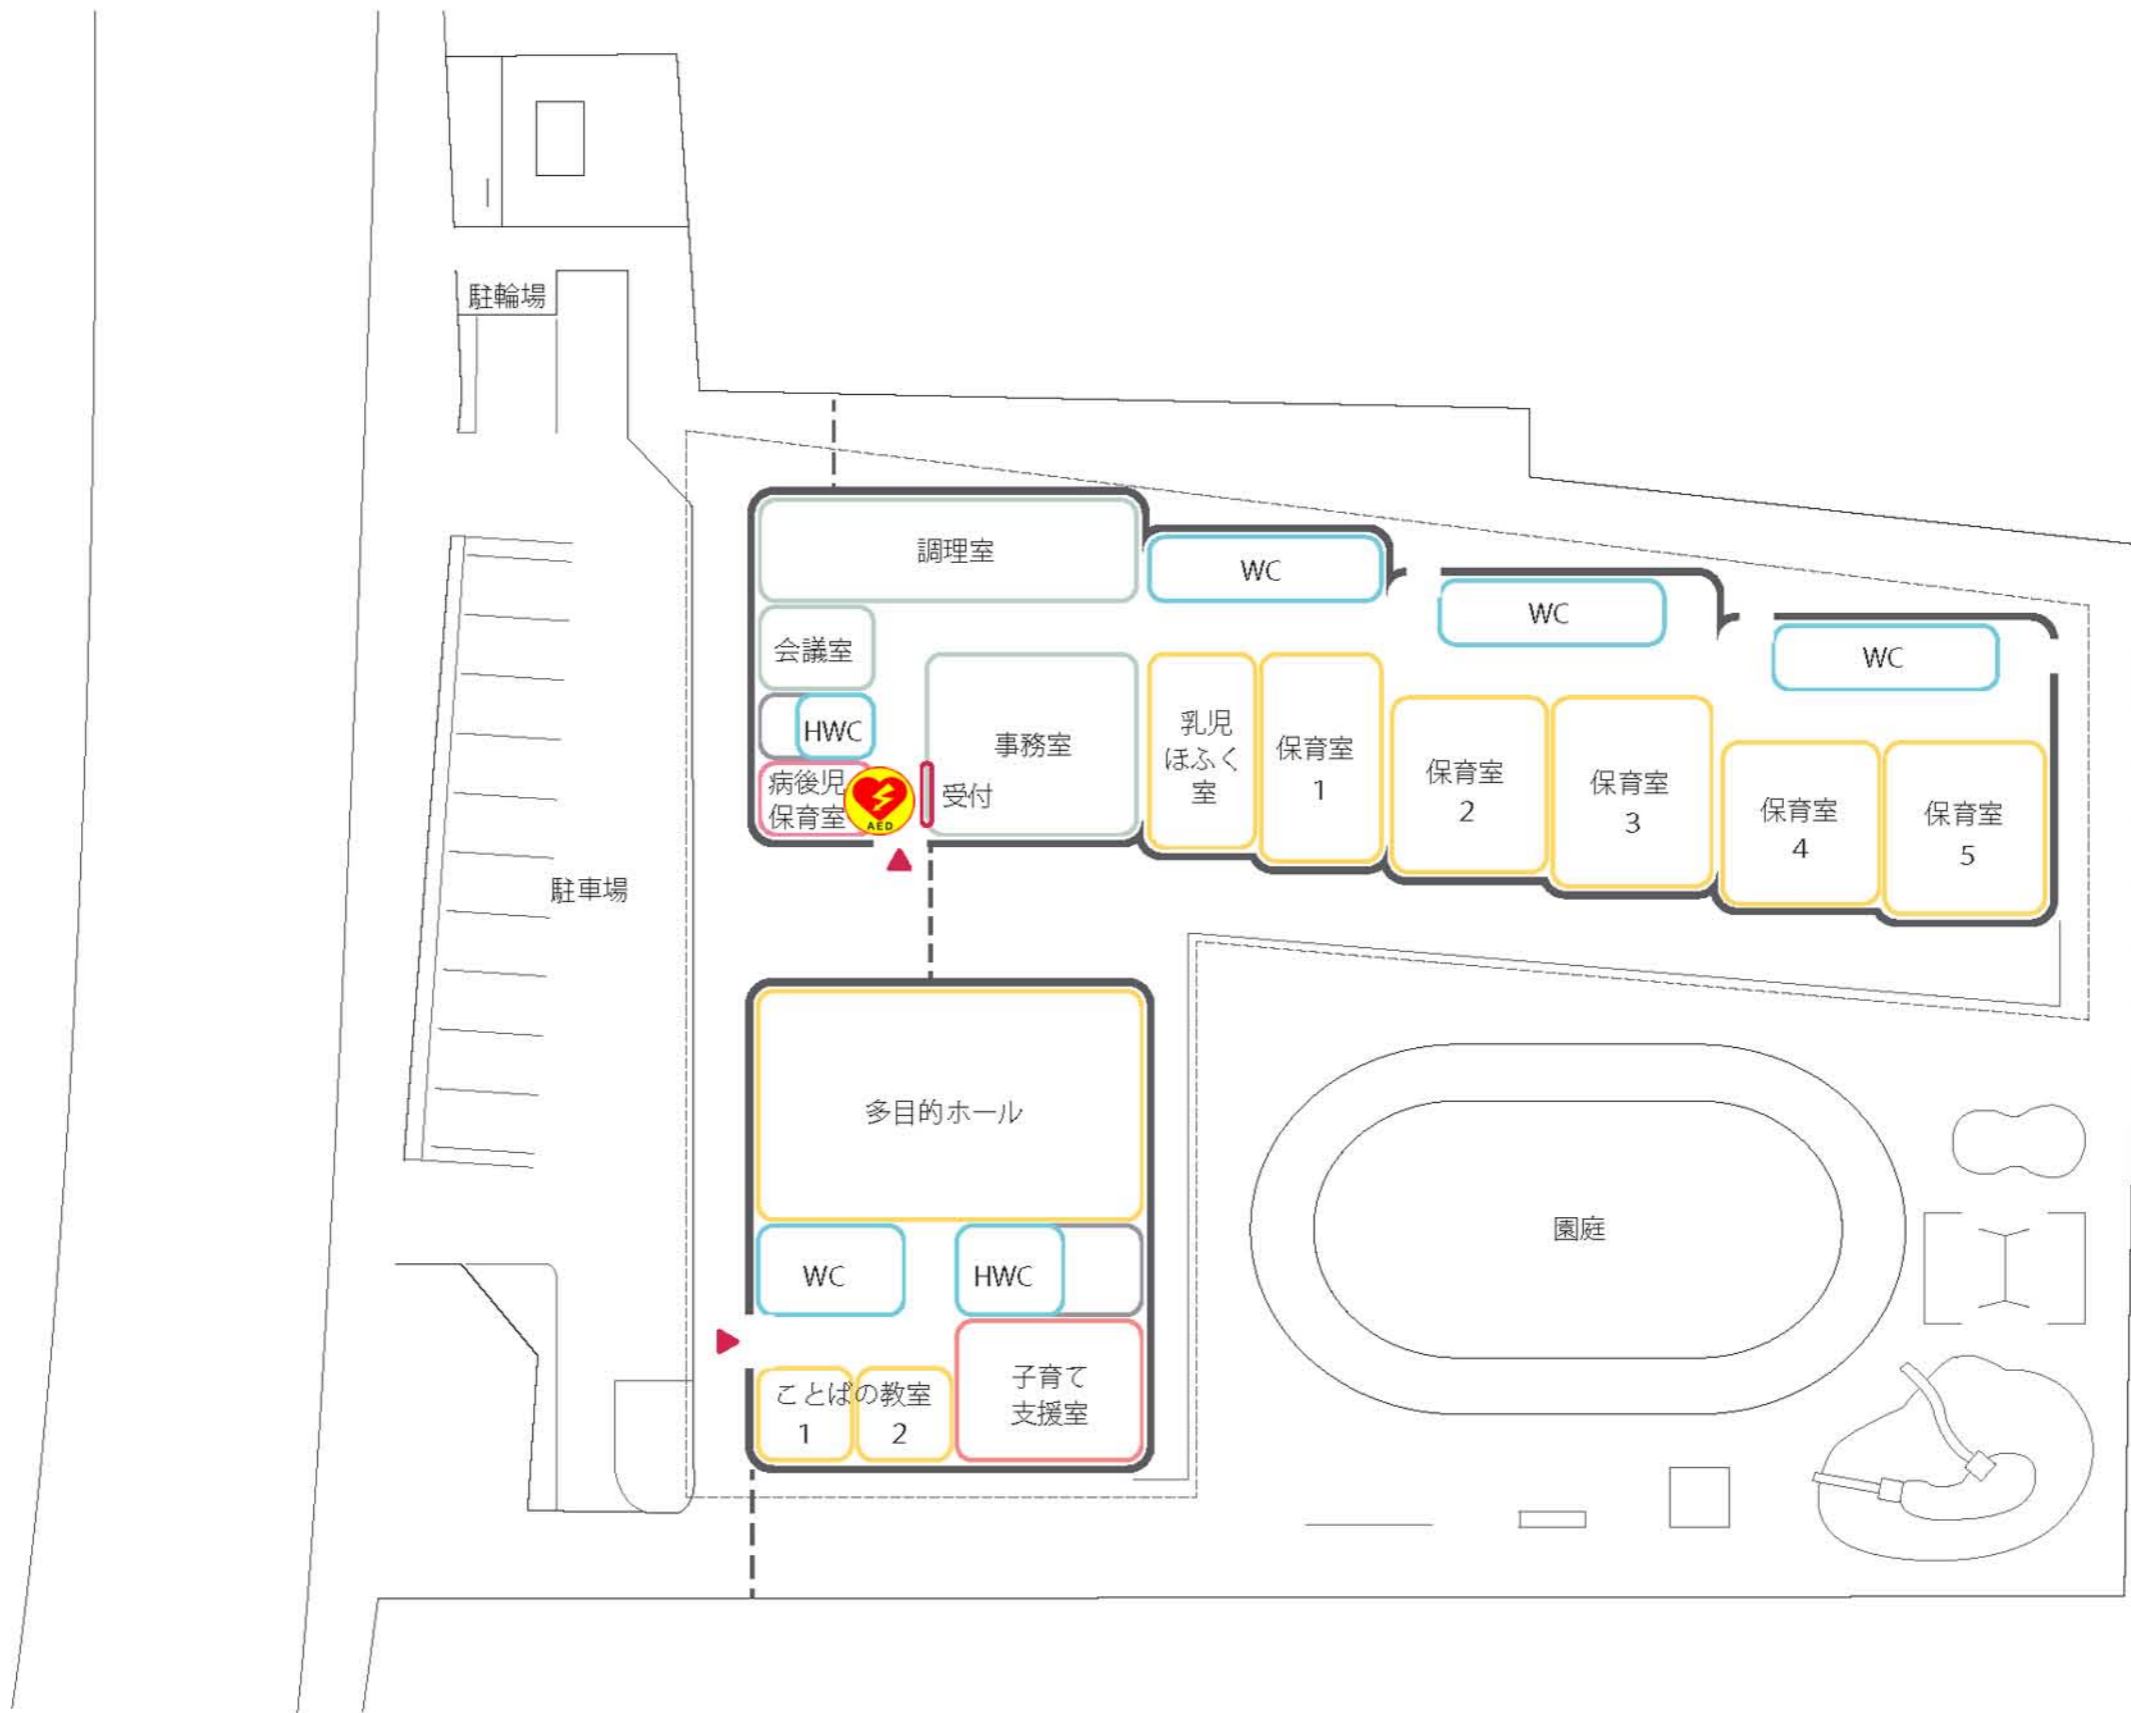 駐輪場
調理室
WC
WC
WC
会議室
HWC
事務室
病後児
保育室
AED
受付
乳児
ほふく
室
保育室
1
保育室
2
保育室
3
保育室
4
保育室
5
駐車場
多目的ホール
WC
HWC
ことばの教室
1
2
子育て
支援室
園庭